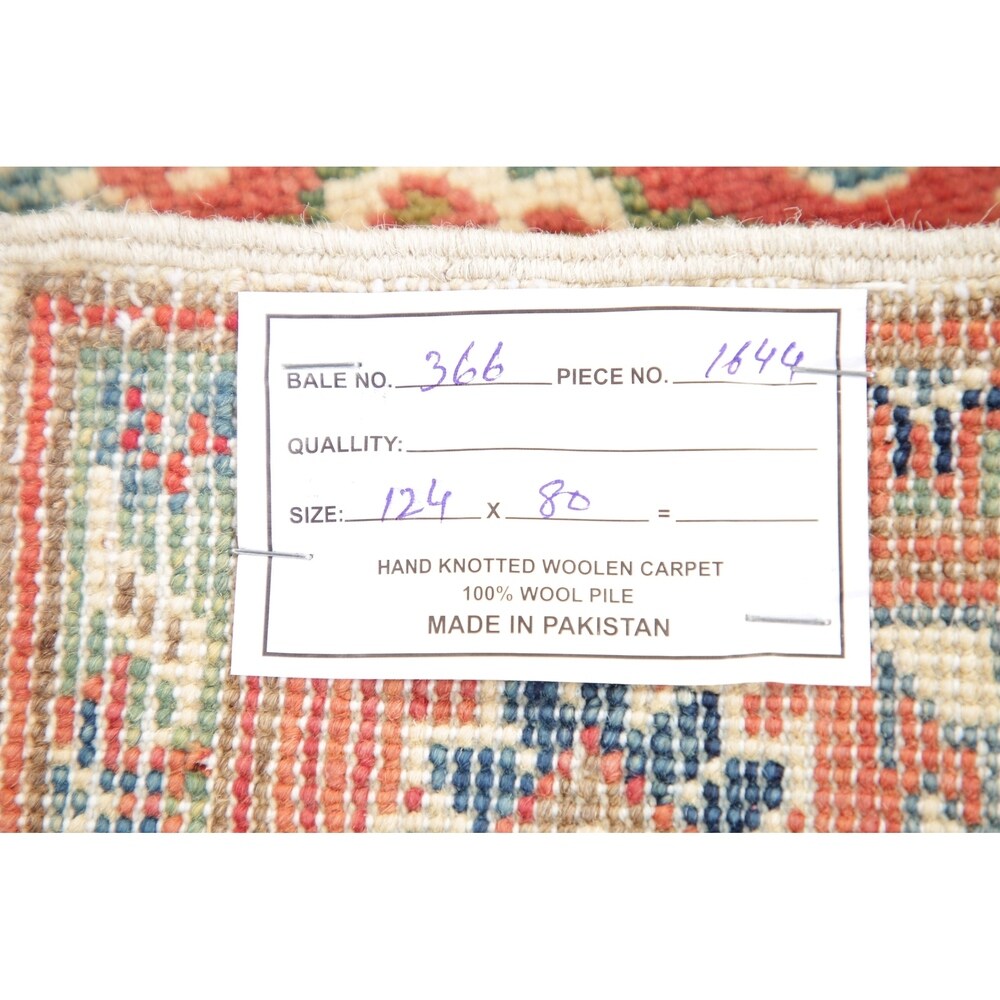 BALE NO. 366 PIECE NO. 1644
QUALLITY:
SIZE: 124 X 80 =
HAND KNOTTED WOOLEN CARPET
100% WOOL PILE
MADE IN PAKISTAN